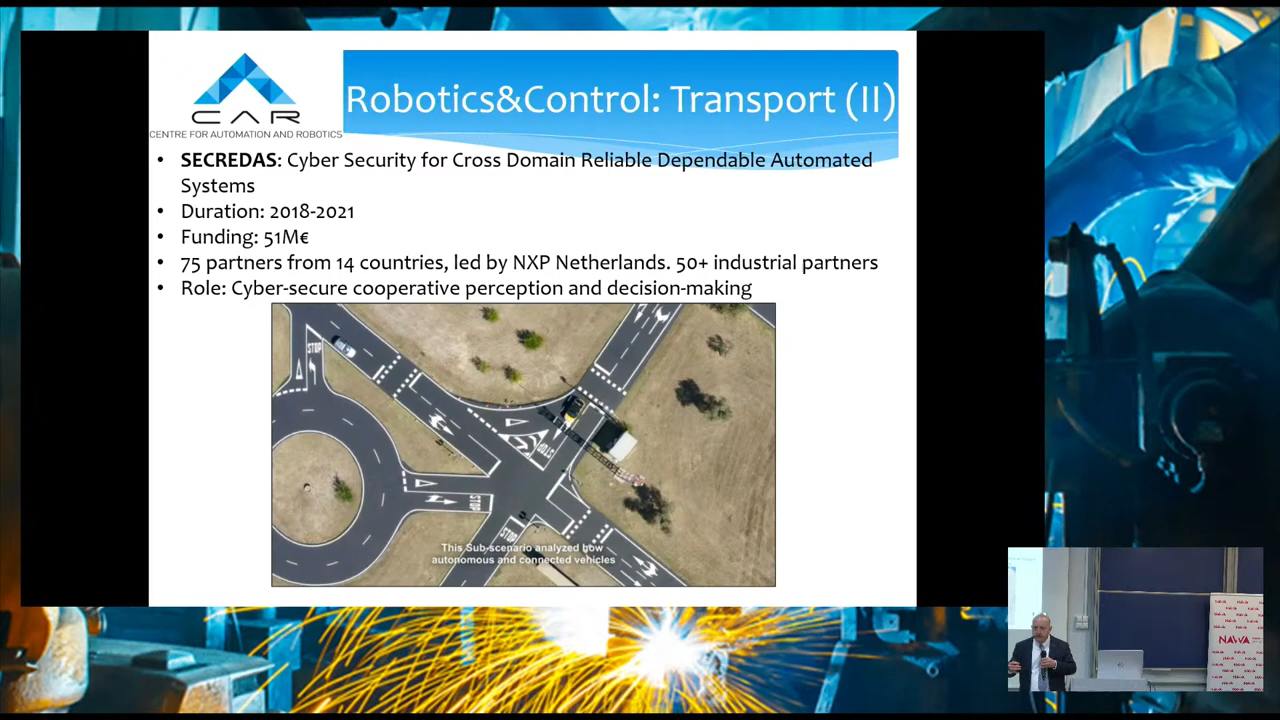 CAR
CENTRE FOR AUTOMATION AND ROBOTICS
Robotics&Control: Transport (II)
• SECREDAS: Cyber Security for Cross Domain Reliable Dependable Automated
Systems
• Duration: 2018-2021
• Funding: 51M€
• 75 partners from 14 countries, led by NXP Netherlands. 50+ industrial partners
• Role: Cyber-secure cooperative perception and decision-making
STOP
STOP
STOP
STOP
This Sub-scenario analyzed how
autonomous and connected vehicles
NAWA